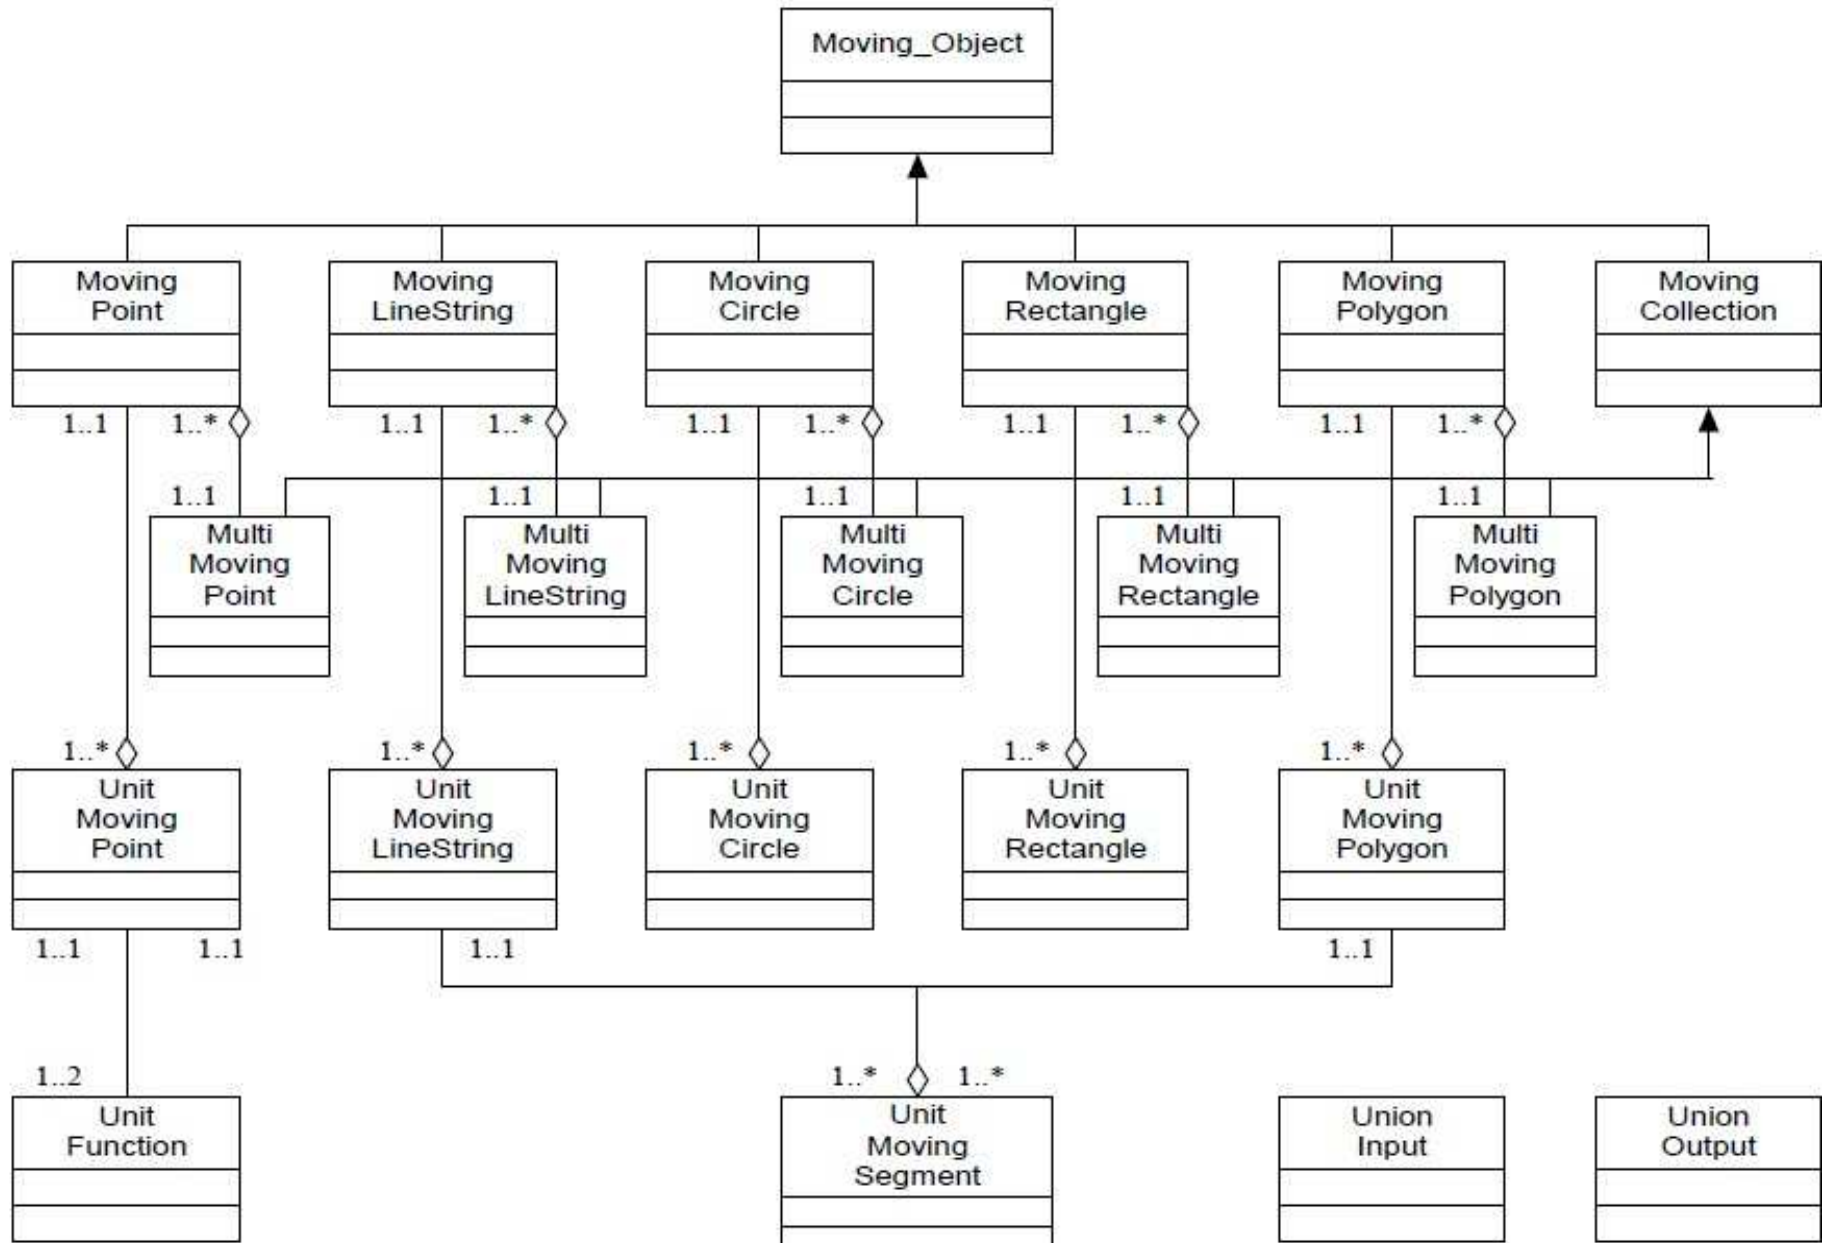 Moving_Object
Moving
Point
Moving
LineString
Moving
Circle
Moving
Rectangle
Moving
Polygon
Moving
Collection
1..1
1..*
1..1
1..*
1..1
1..*
1..1
1..*
1..1
1..*
1..1
1..1
1..1
1..1
1..1
Multi
Moving
Point
Multi
Moving
LineString
Multi
Moving
Circle
Multi
Moving
Rectangle
Multi
Moving
Polygon
1..*
1..*
1..*
1..*
1..*
Unit
Moving
Point
Unit
Moving
LineString
Unit
Moving
Circle
Unit
Moving
Rectangle
Unit
Moving
Polygon
1..1
1..1
1..1
1..1
1..2
1..*
1..*
Unit
Function
Unit
Moving
Segment
Union
Input
Union
Output